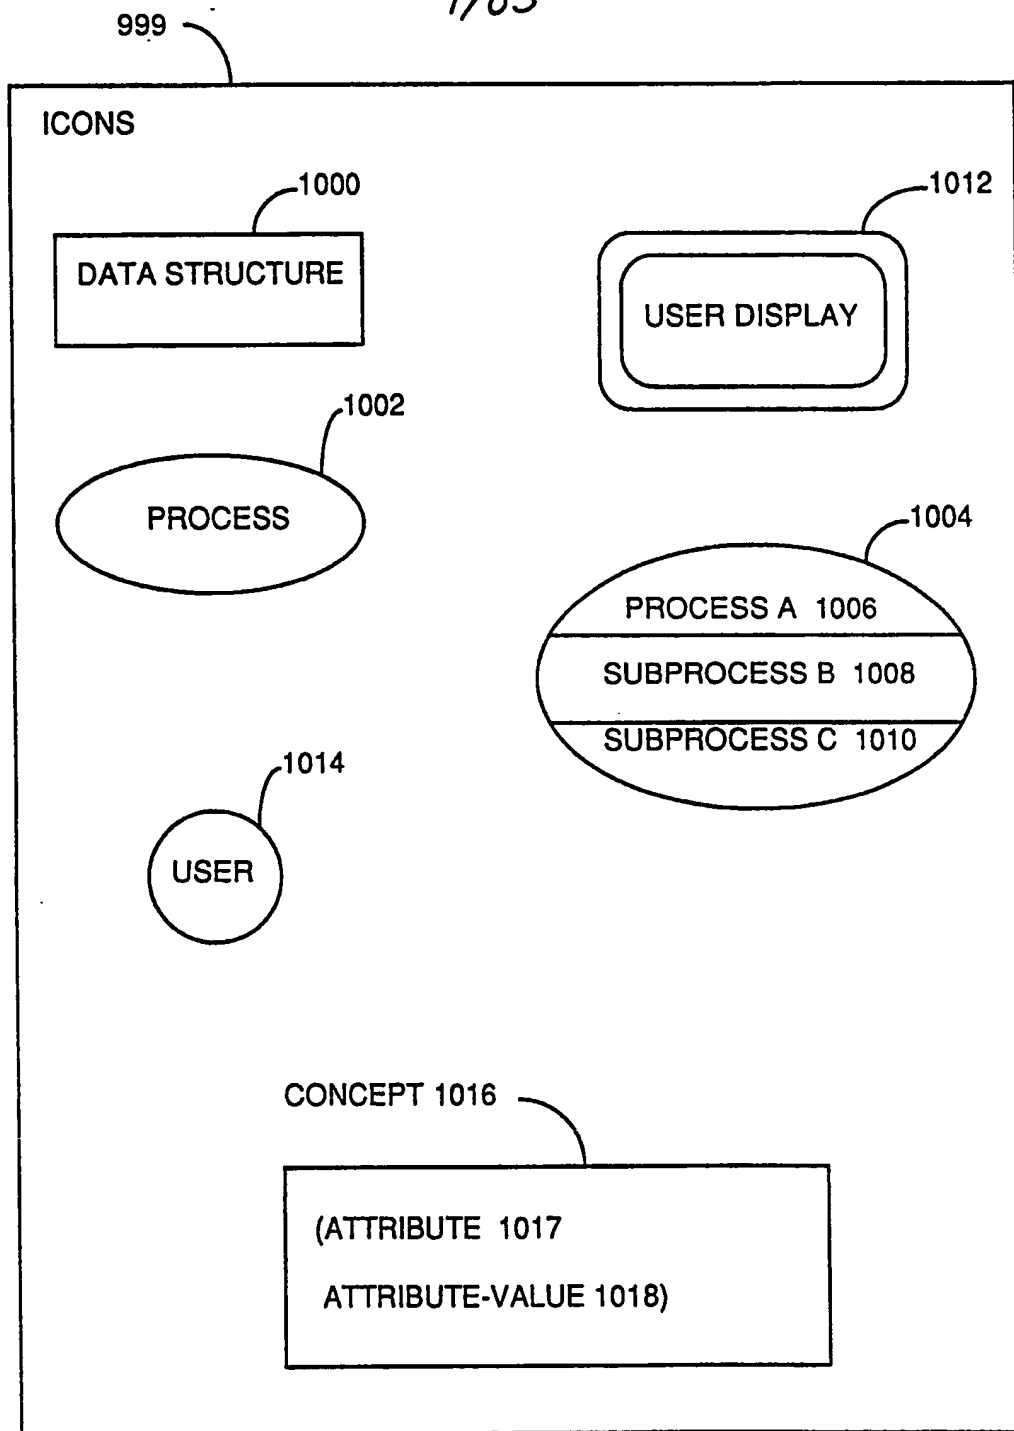 999
ICONS
1000
DATA STRUCTURE
1012
USER DISPLAY
1002
PROCESS
1004
PROCESS A 1006
SUBPROCESS B 1008
SUBPROCESS C 1010
1014
USER
CONCEPT 1016
(ATTRIBUTE 1017
ATTRIBUTE-VALUE 1018)